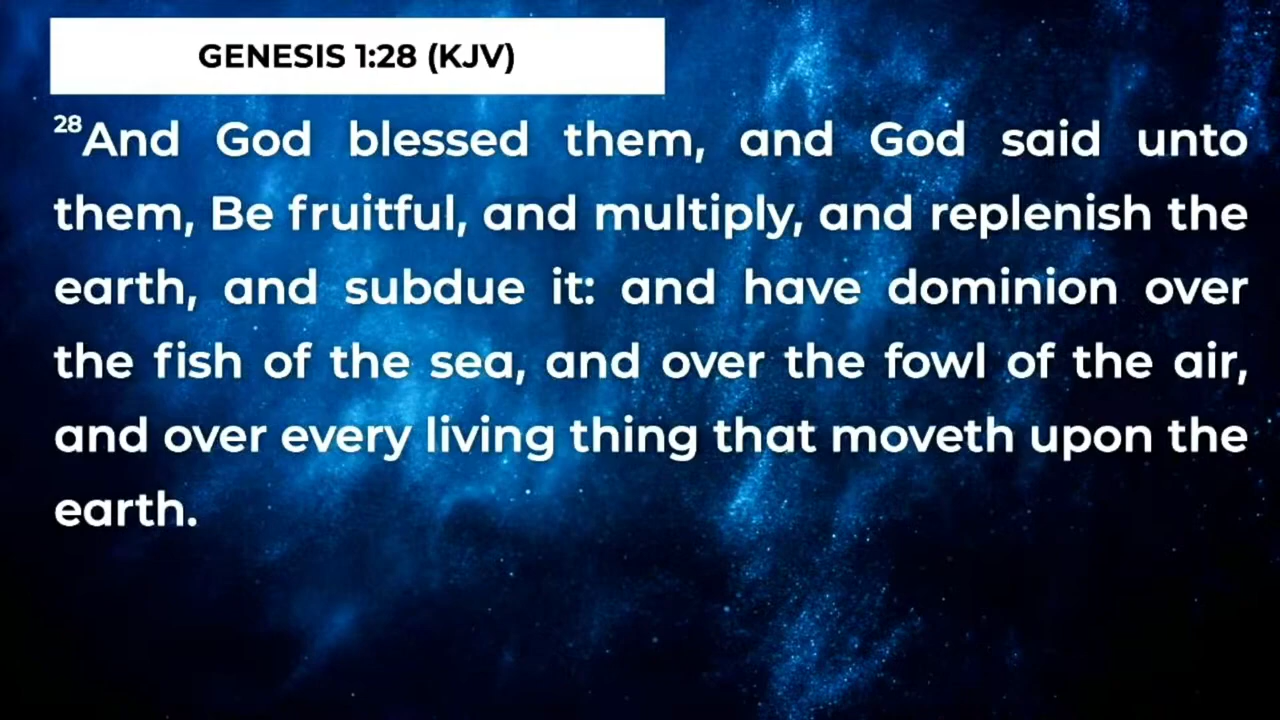 GENESIS 1:28 (KJV)
28And God blessed them, and God said unto
them, Be fruitful, and multiply, and replenish the
earth, and subdue it: and have dominion over
the fish of the sea, and over the fowl of the air,
and over every living thing that moveth upon the
earth.